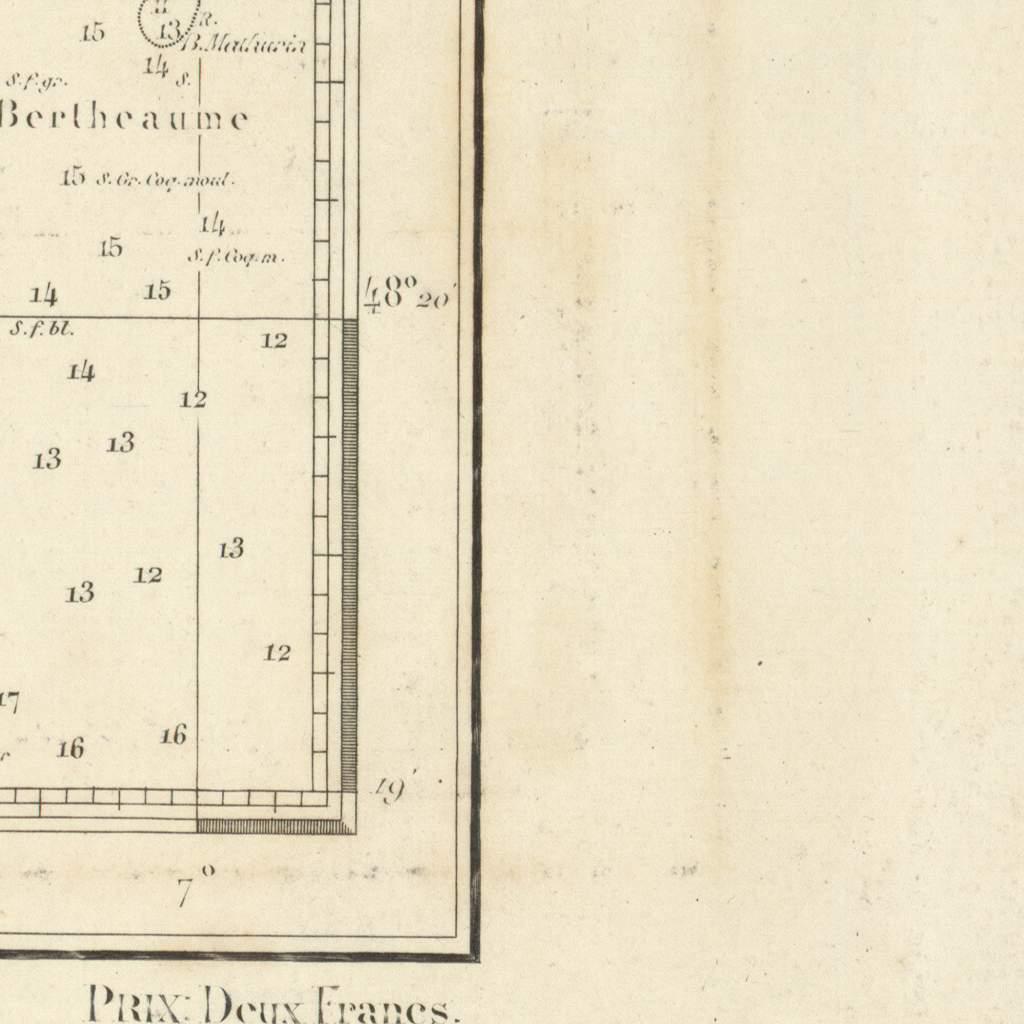 11
15 13 R.
B. Mathurin
14 S.
S. f. gr.
Bertheaume
15 S. Gr. Coq. moul.
14
15 S. f. Coq. m.
14 15 48° 20'
S. f. bl. 12
14
12
13
13
13
12
13
12
17
16
16
19'
7°
PRIX: Deux Francs.